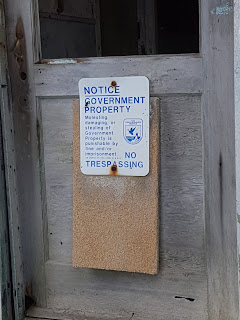 NOTICE
GOVERNMENT
PROPERTY
Molesting
damaging, or
stealing of
Government
Property is
punishable by
fine and/or
imprisonment.
NO
TRESPASSING